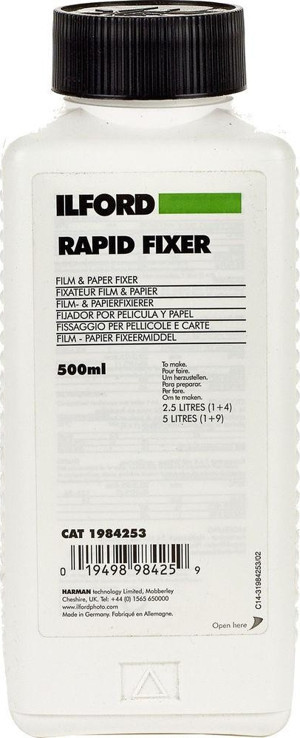 ILFORD
RAPID FIXER
FILM & PAPER FIXER
FIXATEUR FILM & PAPIER
FILM- & PAPIERFIXIERER
FIJADOR POR PELICULA Y PAPEL
FISSAGGIO PER PELLICOLE E CARTE
FILM - PAPIER FIXEERMIDDEL
500ml
To make.
Pour faire.
Um herzustellen.
Para preparar.
Per fare.
Om te maken.
2.5 LITRES (1+4)
5 LITRES (1+9)
CAT 1984253
0 19498 98425 9
HARMAN technology Limited, Mobberley
Cheshire, UK. Tel: +44 (0) 1565 650000
www.ilfordphoto.com
Made in Germany. Fabriqué en Allemagne.
C14-31984253/02
Open here